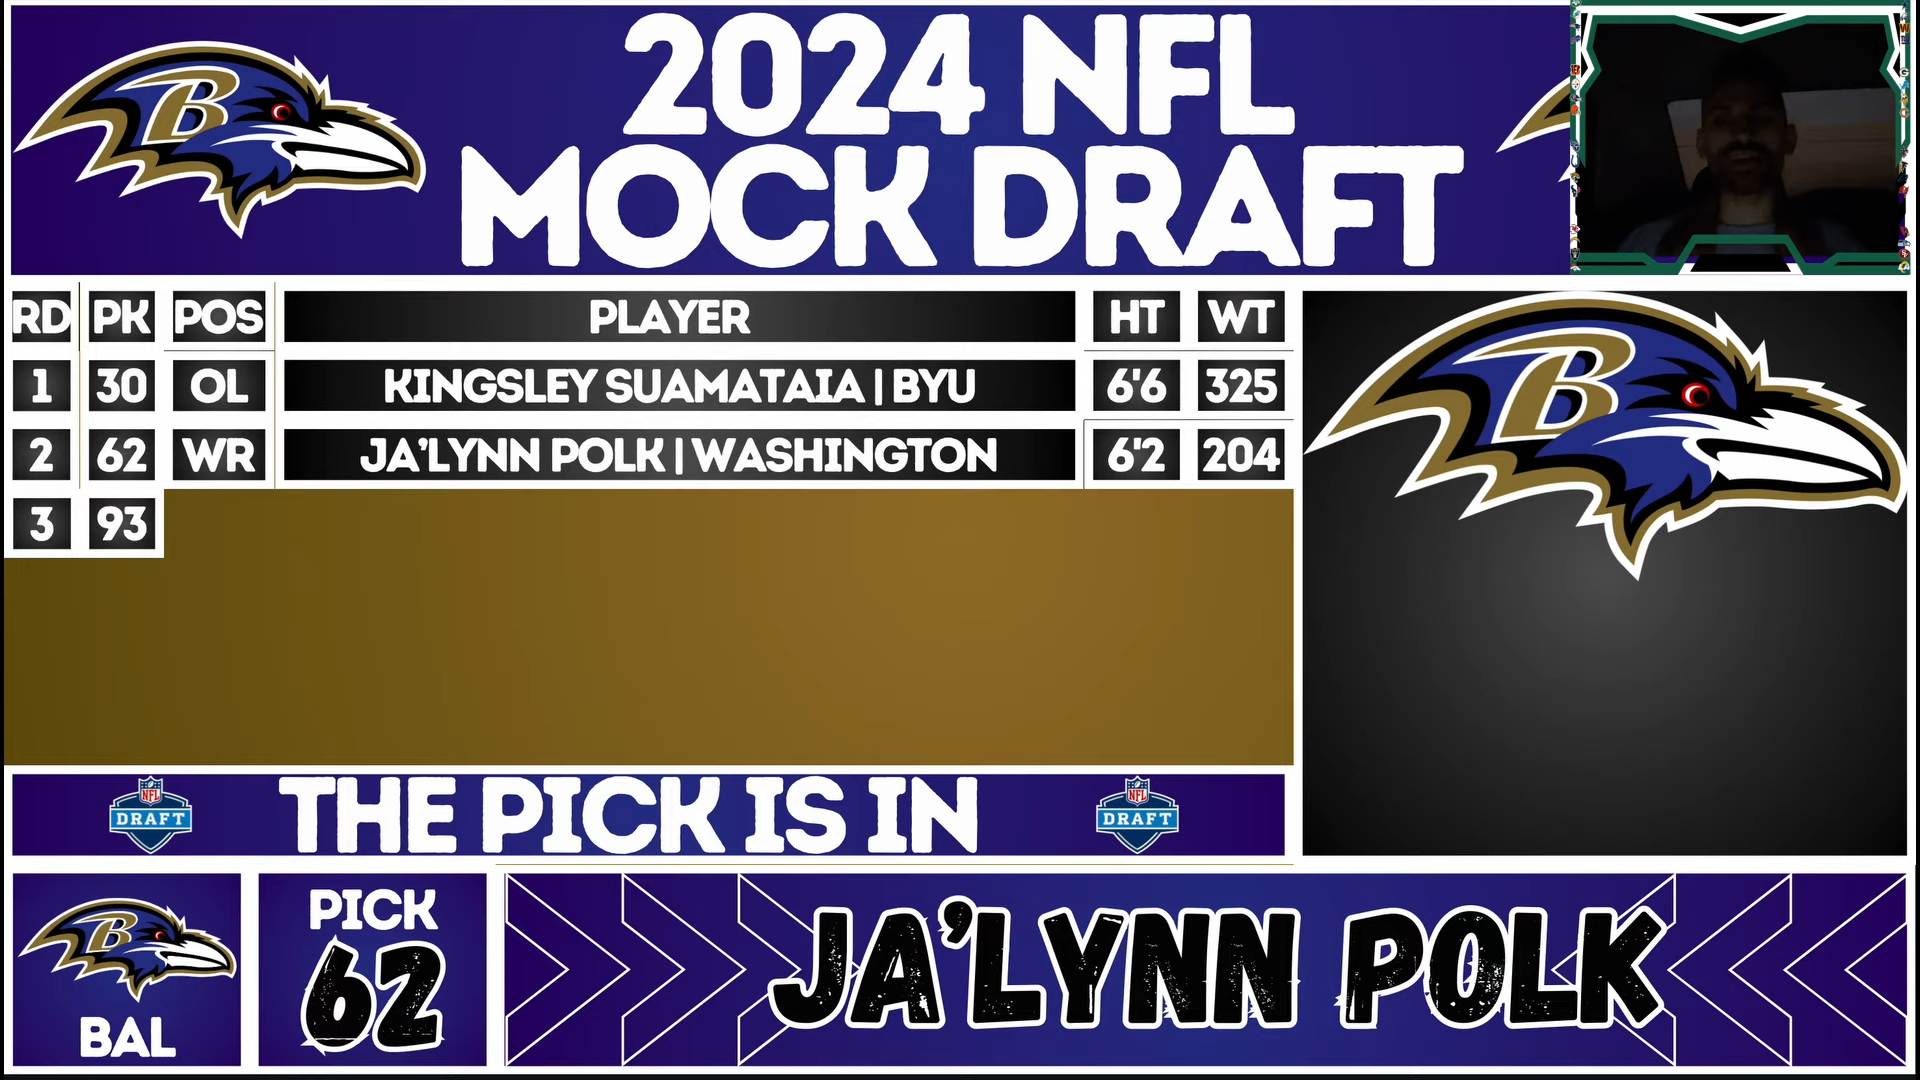 2024 NFL
MOCK DRAFT
RD PK POS PLAYER HT WT
1 30 OL KINGSLEY SUAMATAIA | BYU 6'6 325
2 62 WR JA'LYNN POLK | WASHINGTON 6'2 204
3 93
B
B
NFL
DRAFT
THE PICK IS IN
NFL
DRAFT
B
BAL
PICK
62
JA'LYNN POLK